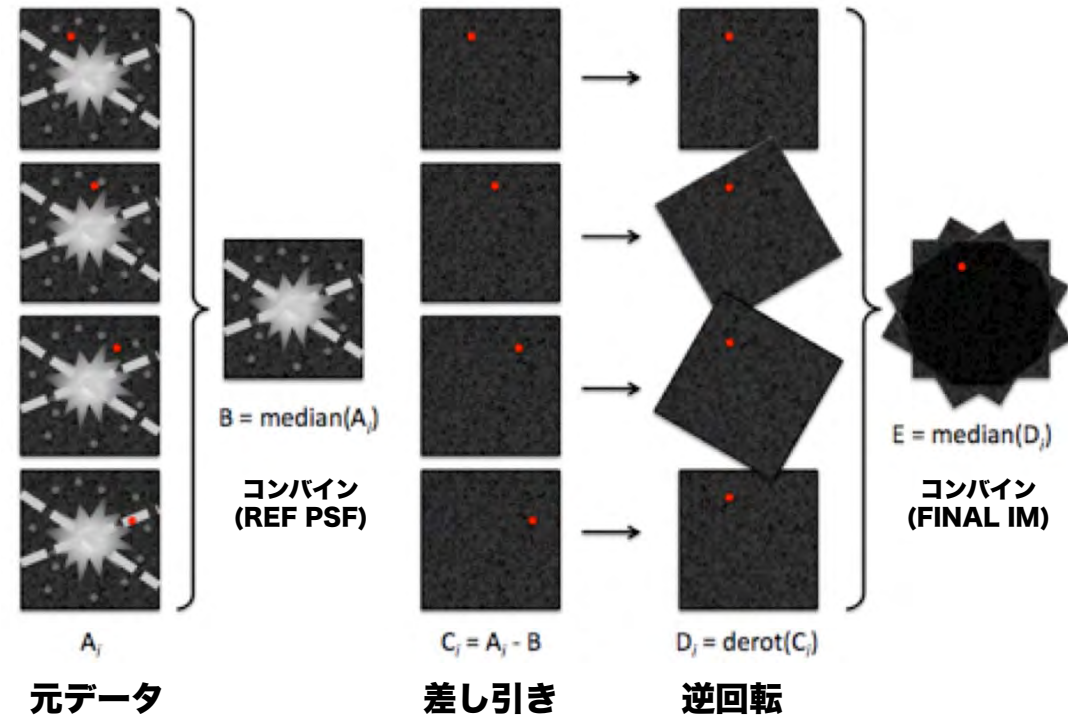 B = median(Aᵢ)
コンバイン
(REF PSF)
E = median(Dᵢ)
コンバイン
(FINAL IM)
Aᵢ
Cᵢ = Aᵢ - B
Dᵢ = derot(Cᵢ)
元データ
差し引き
逆回転